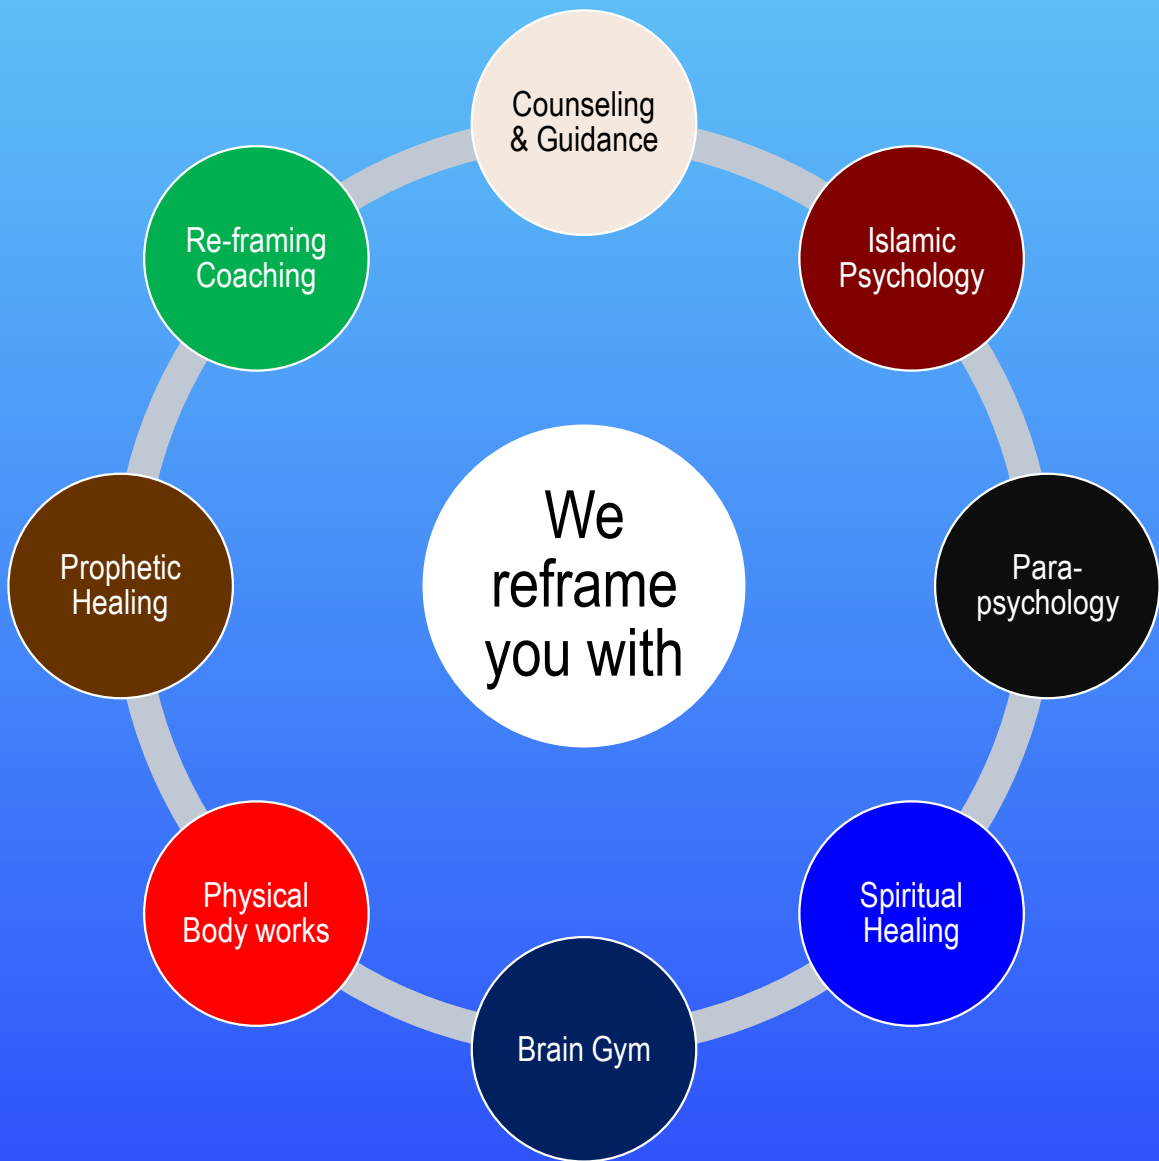 Counseling
& Guidance
Re-framing
Coaching
Islamic
Psychology
We
reframe
you with
Prophetic
Healing
Para-
psychology
Physical
Body works
Spiritual
Healing
Brain Gym